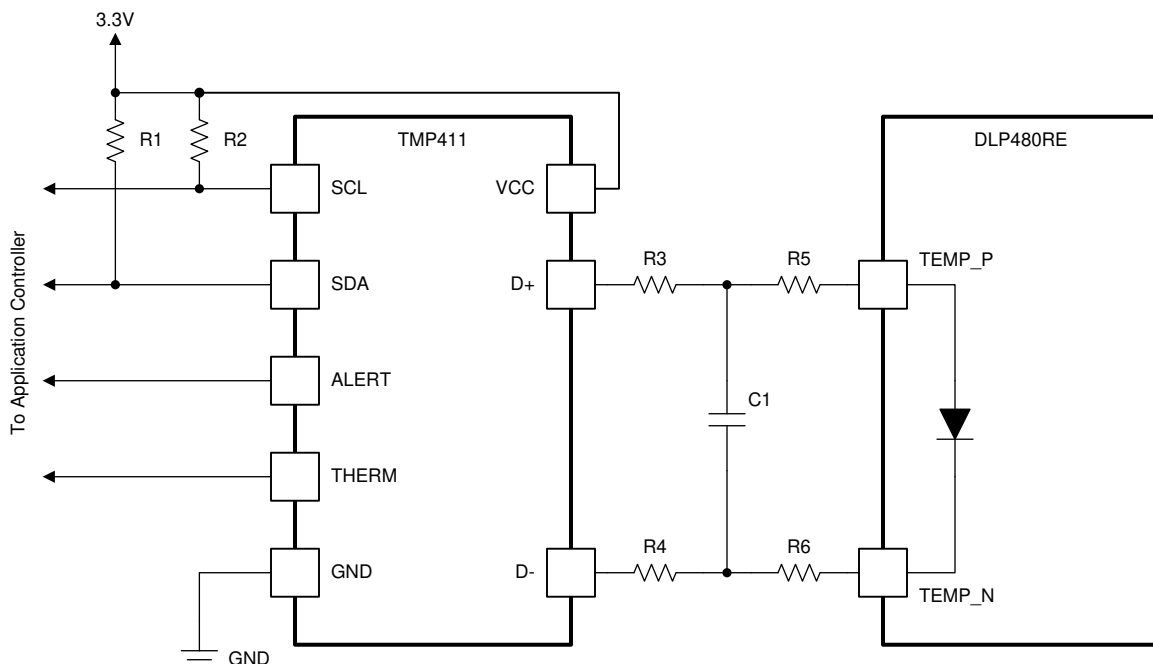 3.3V
R1
R2
TMP411
DLP480RE
SCL
VCC
R3
R5
TEMP_P
SDA
D+
To Application Controller
ALERT
C1
THERM
R4
R6
GND
D-
TEMP_N
GND